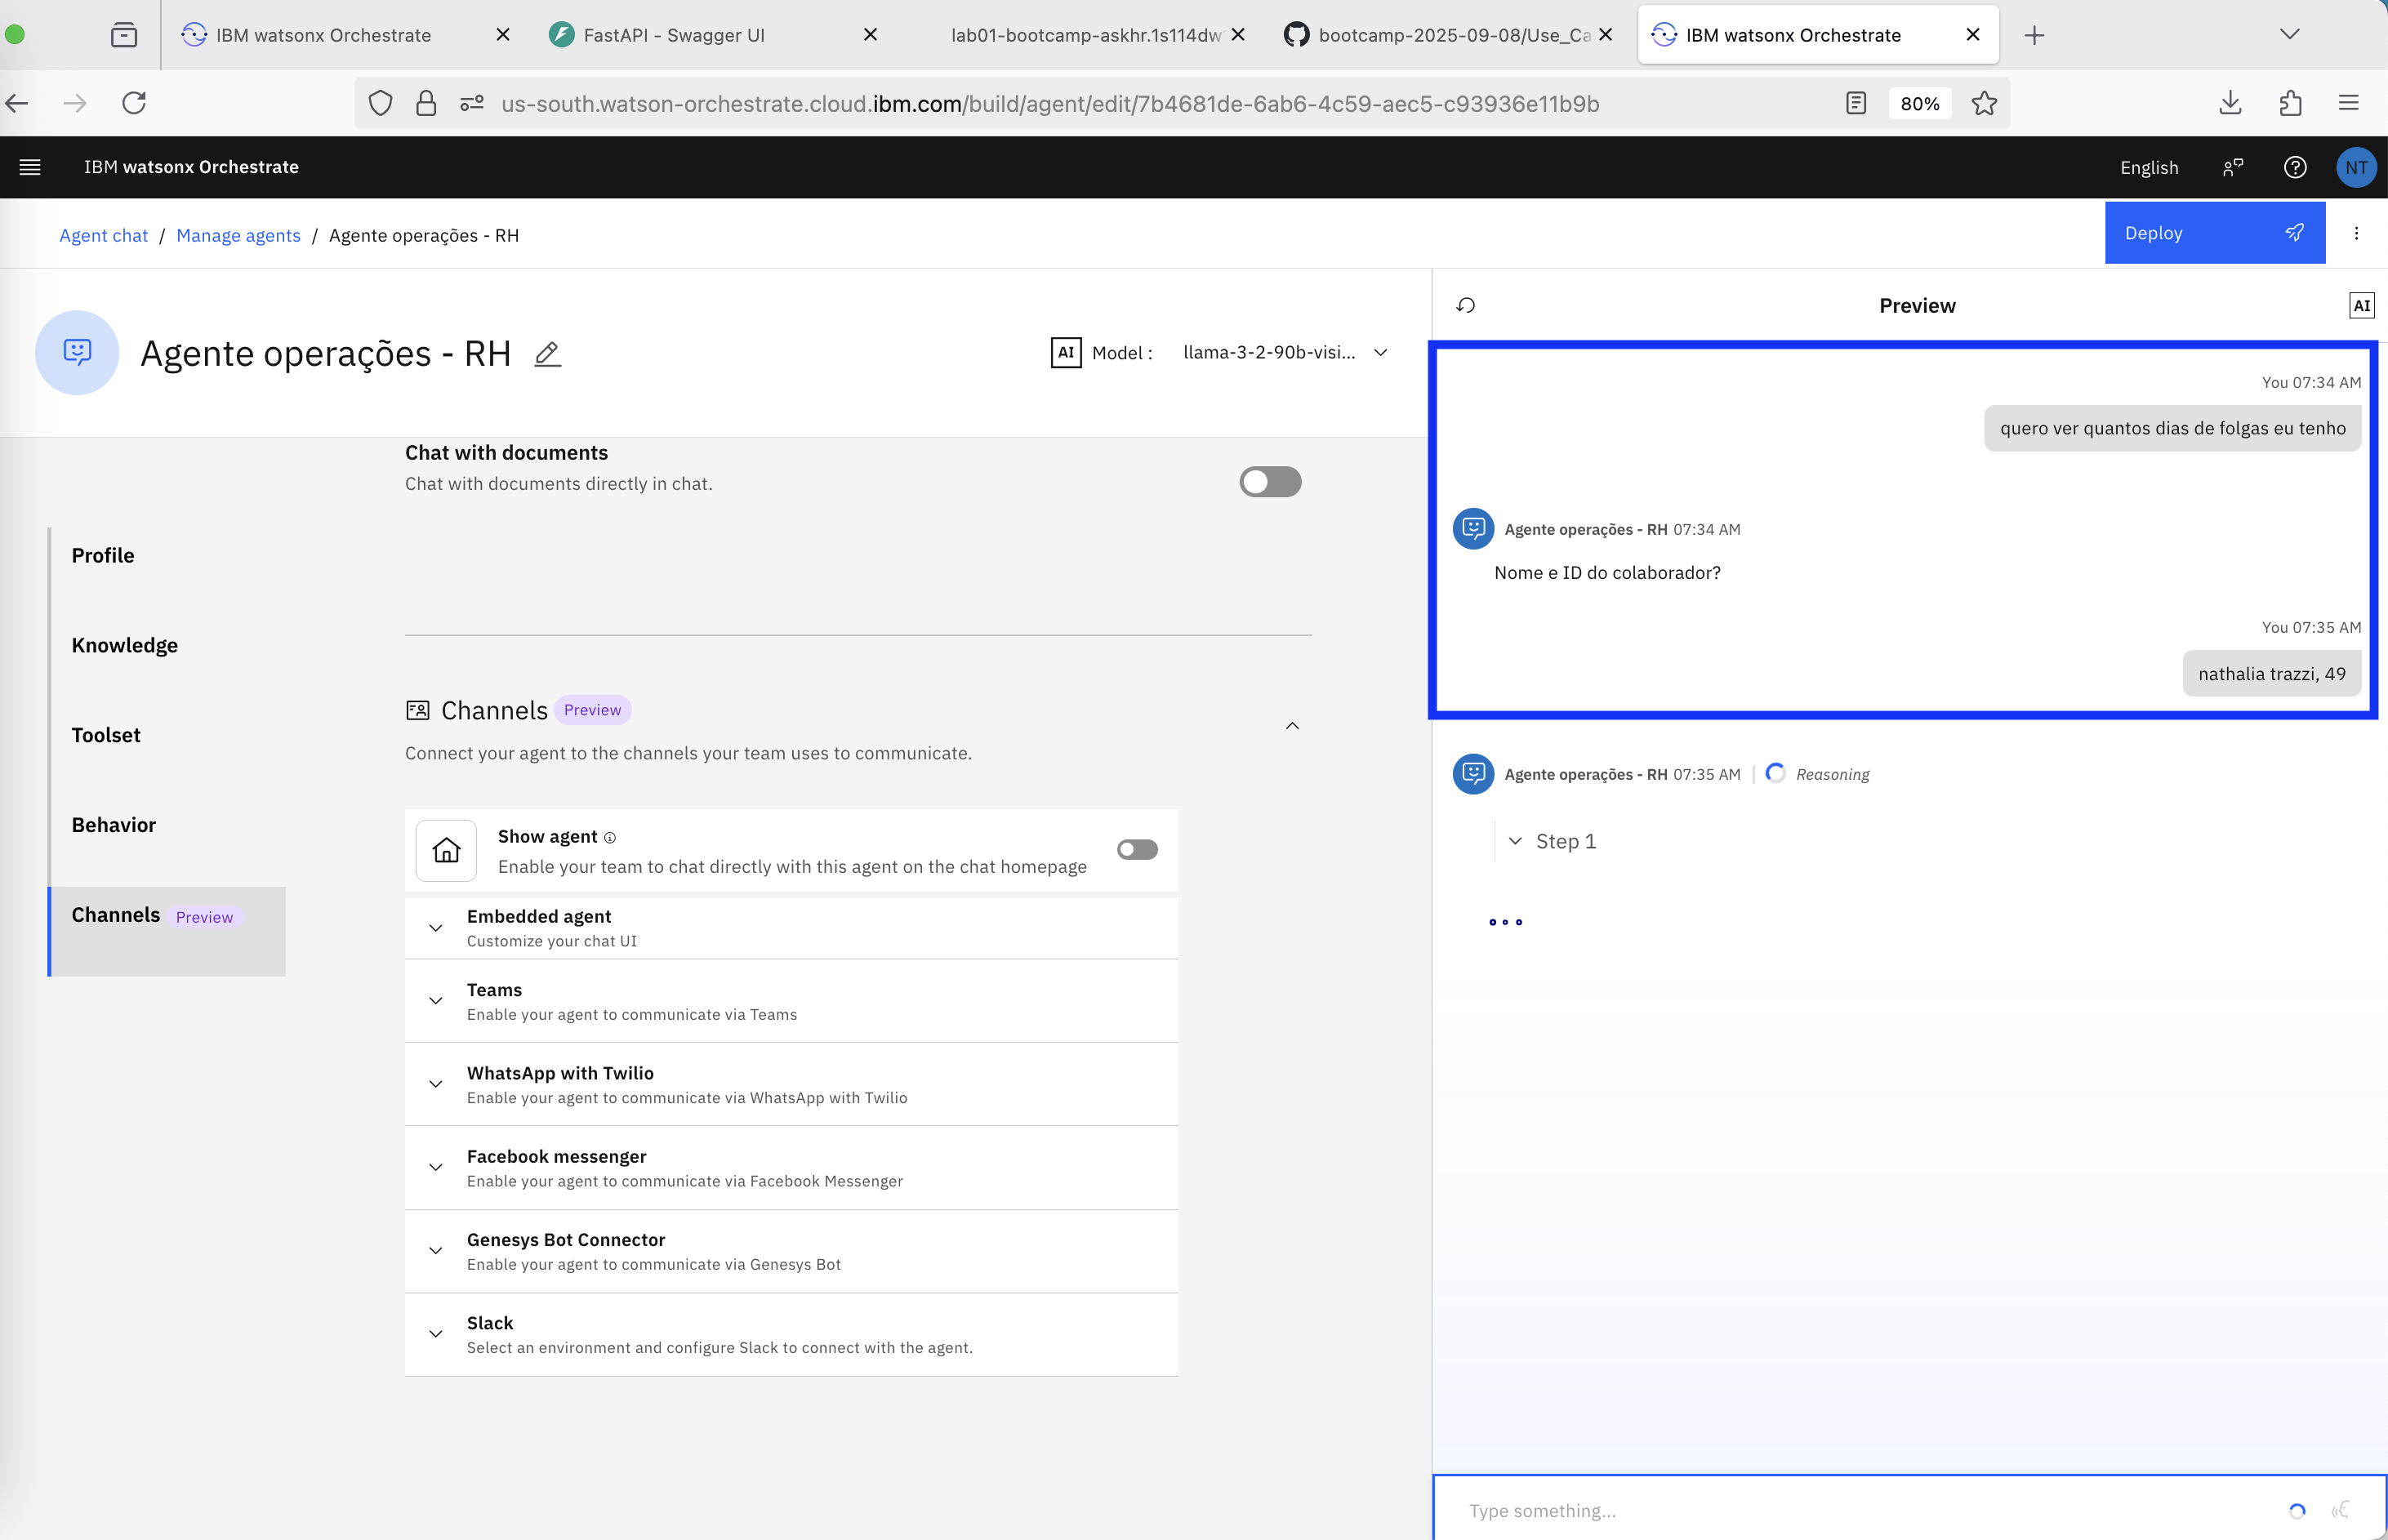 IBM watsonx Orchestrate
FastAPI - Swagger UI
lab01-bootcamp-askhr.1s114dw
bootcamp-2025-09-08/Use_Ca
IBM watsonx Orchestrate
us-south.watson-orchestrate.cloud.ibm.com/build/agent/edit/7b4681de-6ab6-4c59-aec5-c93936e11b9b
80%
IBM watsonx Orchestrate
English
NT
Agent chat / Manage agents / Agente operações - RH
Deploy
Agente operações - RH
AI Model :
llama-3-2-90b-visi...
Chat with documents
Chat with documents directly in chat.
Profile
Knowledge
Toolset
Behavior
Channels Preview
Channels Preview
Connect your agent to the channels your team uses to communicate.
Show agent
Enable your team to chat directly with this agent on the chat homepage
Embedded agent
Customize your chat UI
Teams
Enable your agent to communicate via Teams
WhatsApp with Twilio
Enable your agent to communicate via WhatsApp with Twilio
Facebook messenger
Enable your agent to communicate via Facebook Messenger
Genesys Bot Connector
Enable your agent to communicate via Genesys Bot
Slack
Select an environment and configure Slack to connect with the agent.
Preview
AI
You 07:34 AM
quero ver quantos dias de folgas eu tenho
Agente operações - RH 07:34 AM
Nome e ID do colaborador?
You 07:35 AM
nathalia trazzi, 49
Agente operações - RH 07:35 AM | Reasoning
Step 1
Type something...